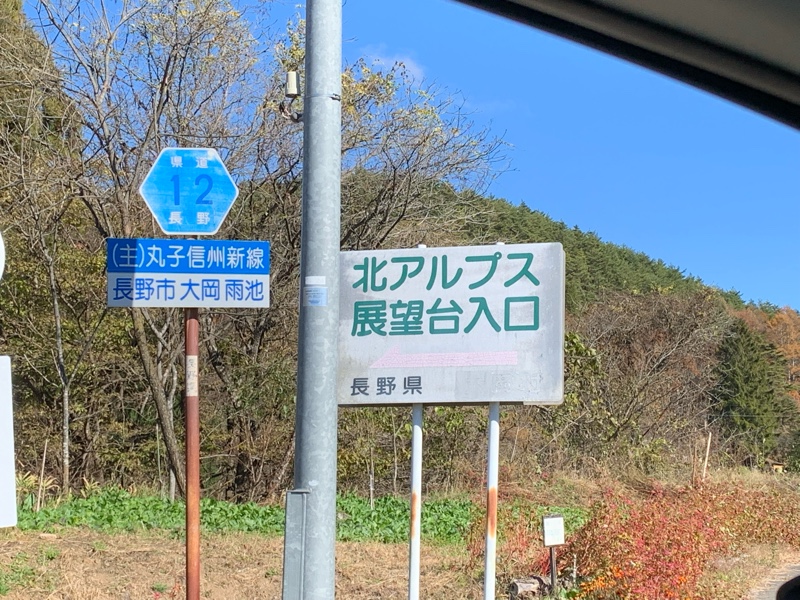 県道
12
長野
(主)丸子信州新線
長野市 大岡 雨池
北アルプス
展望台入口
長野県